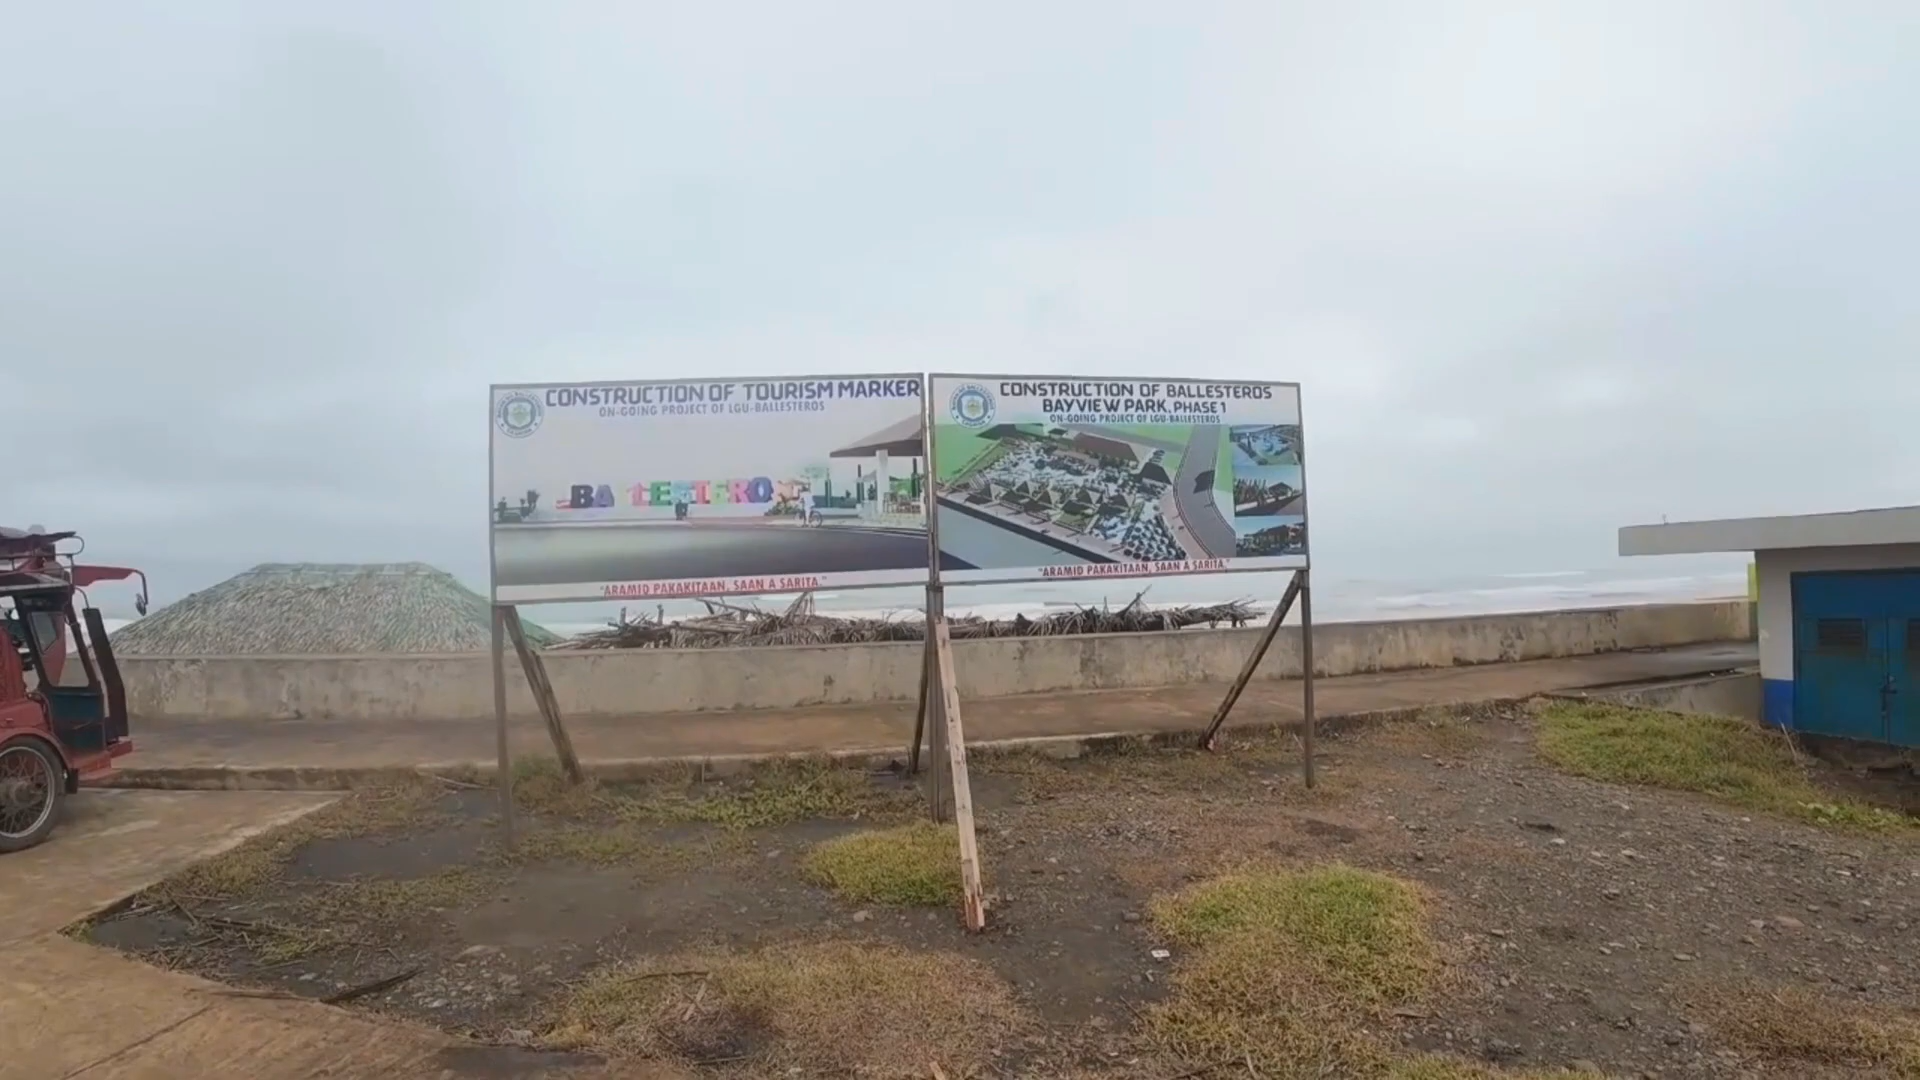 CONSTRUCTION OF TOURISM MARKER
ON-GOING PROJECT OF LGU-BALLESTEROS
"ARAMID PAKAKITAAN, SAAN A SARITA."
CONSTRUCTION OF BALLESTEROS
BAYVIEW PARK, PHASE 1
ON-GOING PROJECT OF LGU-BALLESTEROS
"ARAMID PAKAKITAAN, SAAN A SARITA."